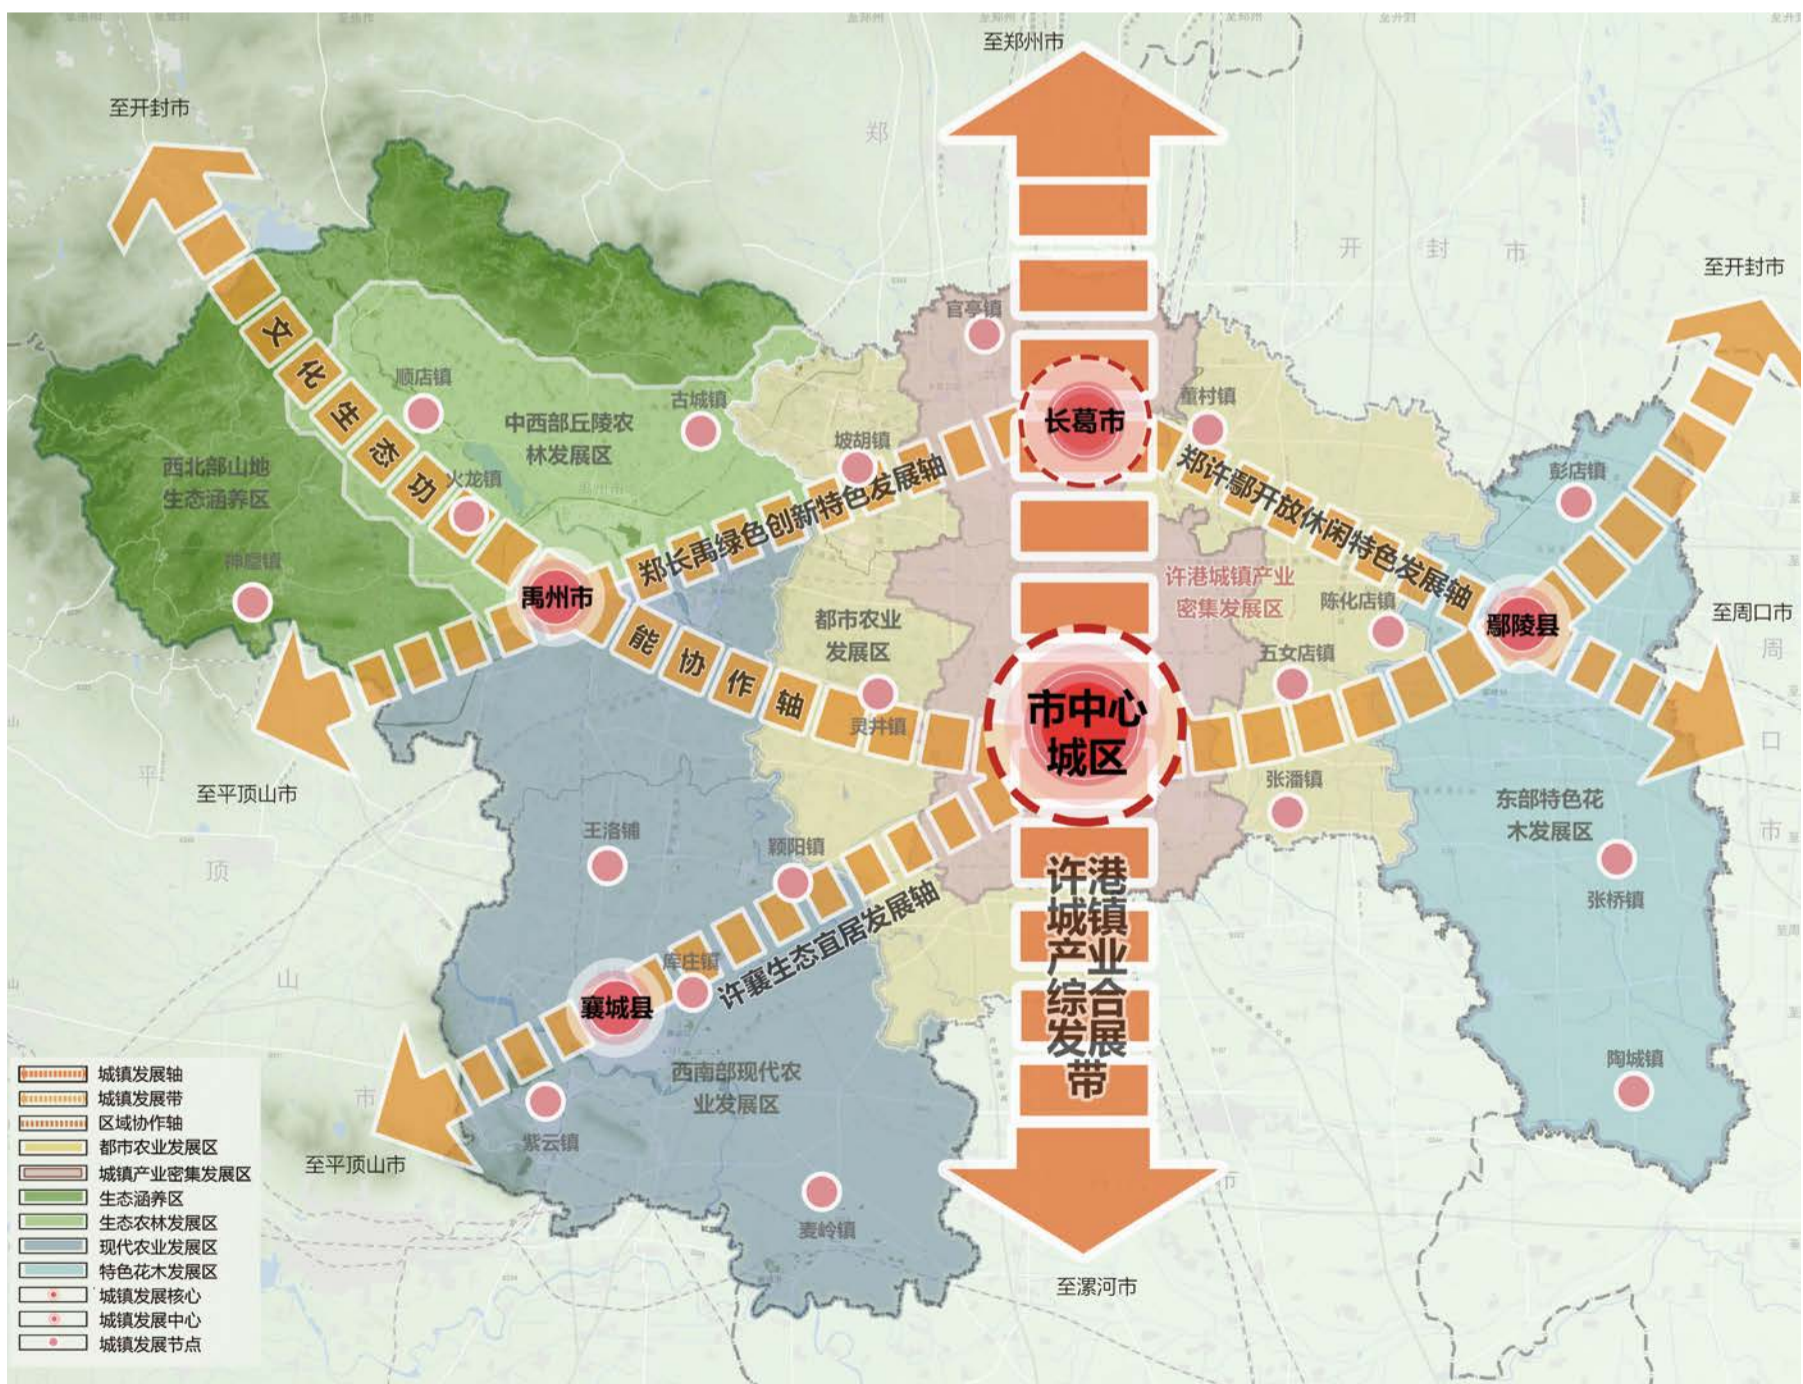 至郑州市
至开封市
郑
开封市
至开封市
官亭镇
文化生态功
顺店镇
古城镇
中西部丘陵农
林发展区
坡胡镇
长葛市
董村镇
西北部山地
生态涵养区
火龙镇
郑长禹绿色创新特色发展轴
郑许鄢开放休闲特色发展轴
彭店镇
神垕镇
禹州市
许港城镇产业
密集发展区
陈化店镇
鄢陵县
至周口市
周口市
都市农业
发展区
能协作轴
五女店镇
灵井镇
市中心
城区
张潘镇
东部特色花
木发展区
至平顶山市
平顶山市
王洛铺
颖阳镇
张桥镇
许港
城镇
产业
综合
发展
带
库庄镇
许襄生态宜居发展轴
襄城县
西南部现代农
业发展区
紫云镇
陶城镇
至平顶山市
麦岭镇
市
至漯河市
城镇发展轴
城镇发展带
区域协作轴
都市农业发展区
城镇产业密集发展区
生态涵养区
生态农林发展区
现代农业发展区
特色花木发展区
城镇发展核心
城镇发展中心
城镇发展节点